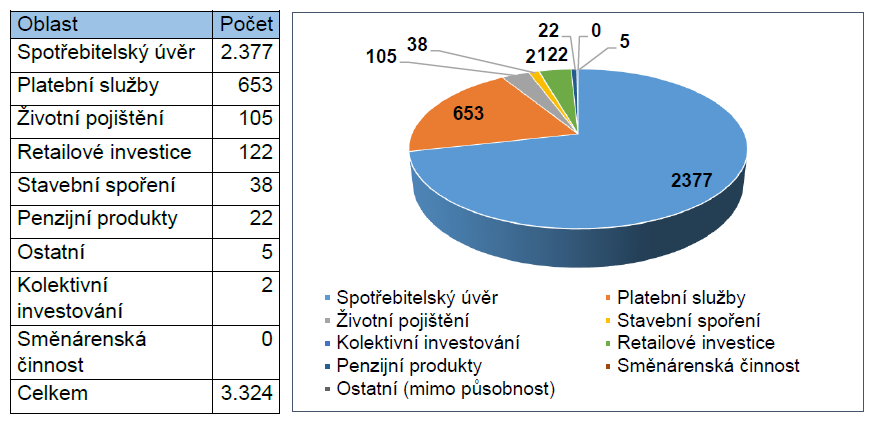 Oblast Počet
Spotřebitelský úvěr 2.377
Platební služby 653
Životní pojištění 105
Retailové investice 122
Stavební spoření 38
Penzijní produkty 22
Ostatní 5
Kolektivní 2
investování
Směnárenská 0
činnost
Celkem 3.324
22 0
38 5
105 2 122
653
2377
Spotřebitelský úvěr Platební služby
Životní pojištění Stavební spoření
Kolektivní investování Retailové investice
Penzijní produkty Směnárenská činnost
Ostatní (mimo působnost)